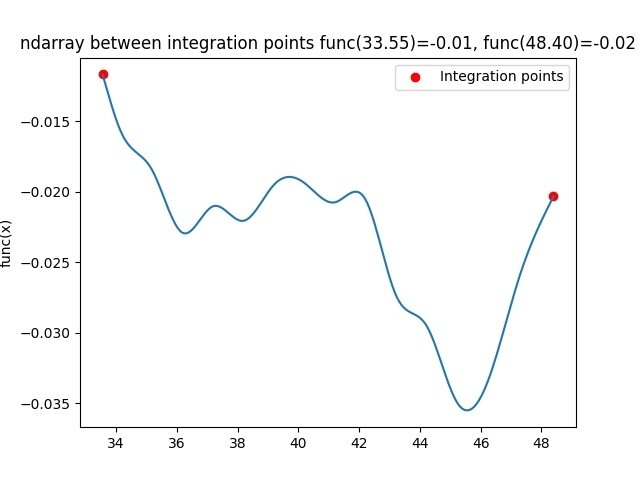 ndarray between integration points func(33.55)=-0.01, func(48.40)=-0.02
Integration points
func(x)
−0.015
−0.020
−0.025
−0.030
−0.035
34 36 38 40 42 44 46 48